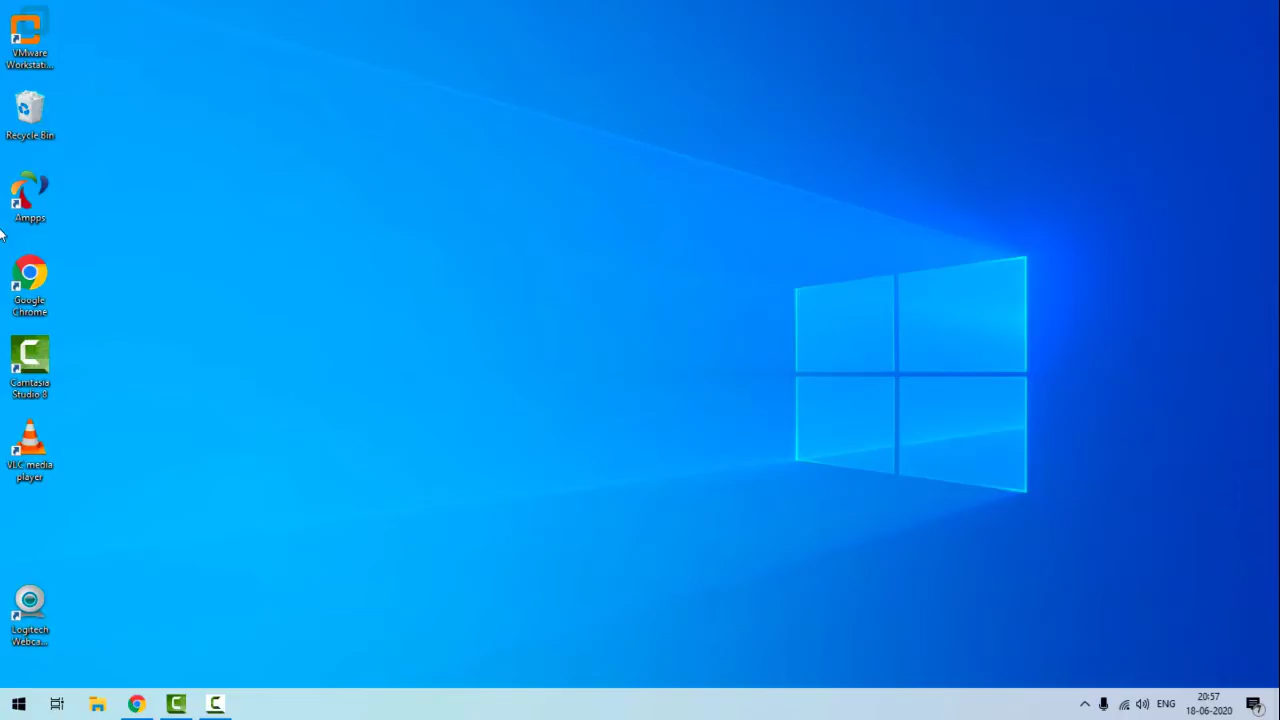 VMware
Workstati...
Recycle Bin
Ampps
Google
Chrome
Camtasia
Studio 8
VLC media
player
Logitech
Webca...
ENG
20:57
18-06-2020
7